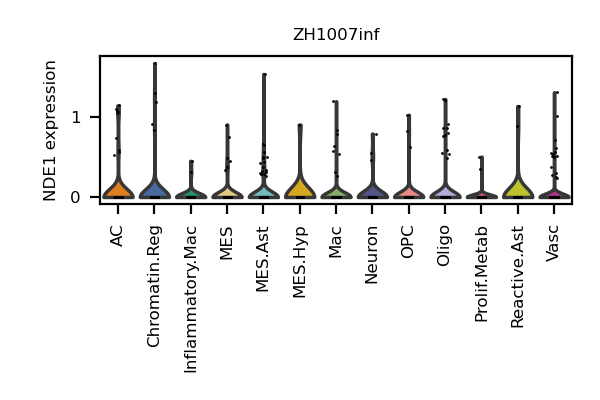 ZH1007inf
NDE1 expression
1
0
AC
Chromatin.Reg
Inflammatory.Mac
MES
MES.Ast
MES.Hyp
Mac
Neuron
OPC
Oligo
Prolif.Metab
Reactive.Ast
Vasc